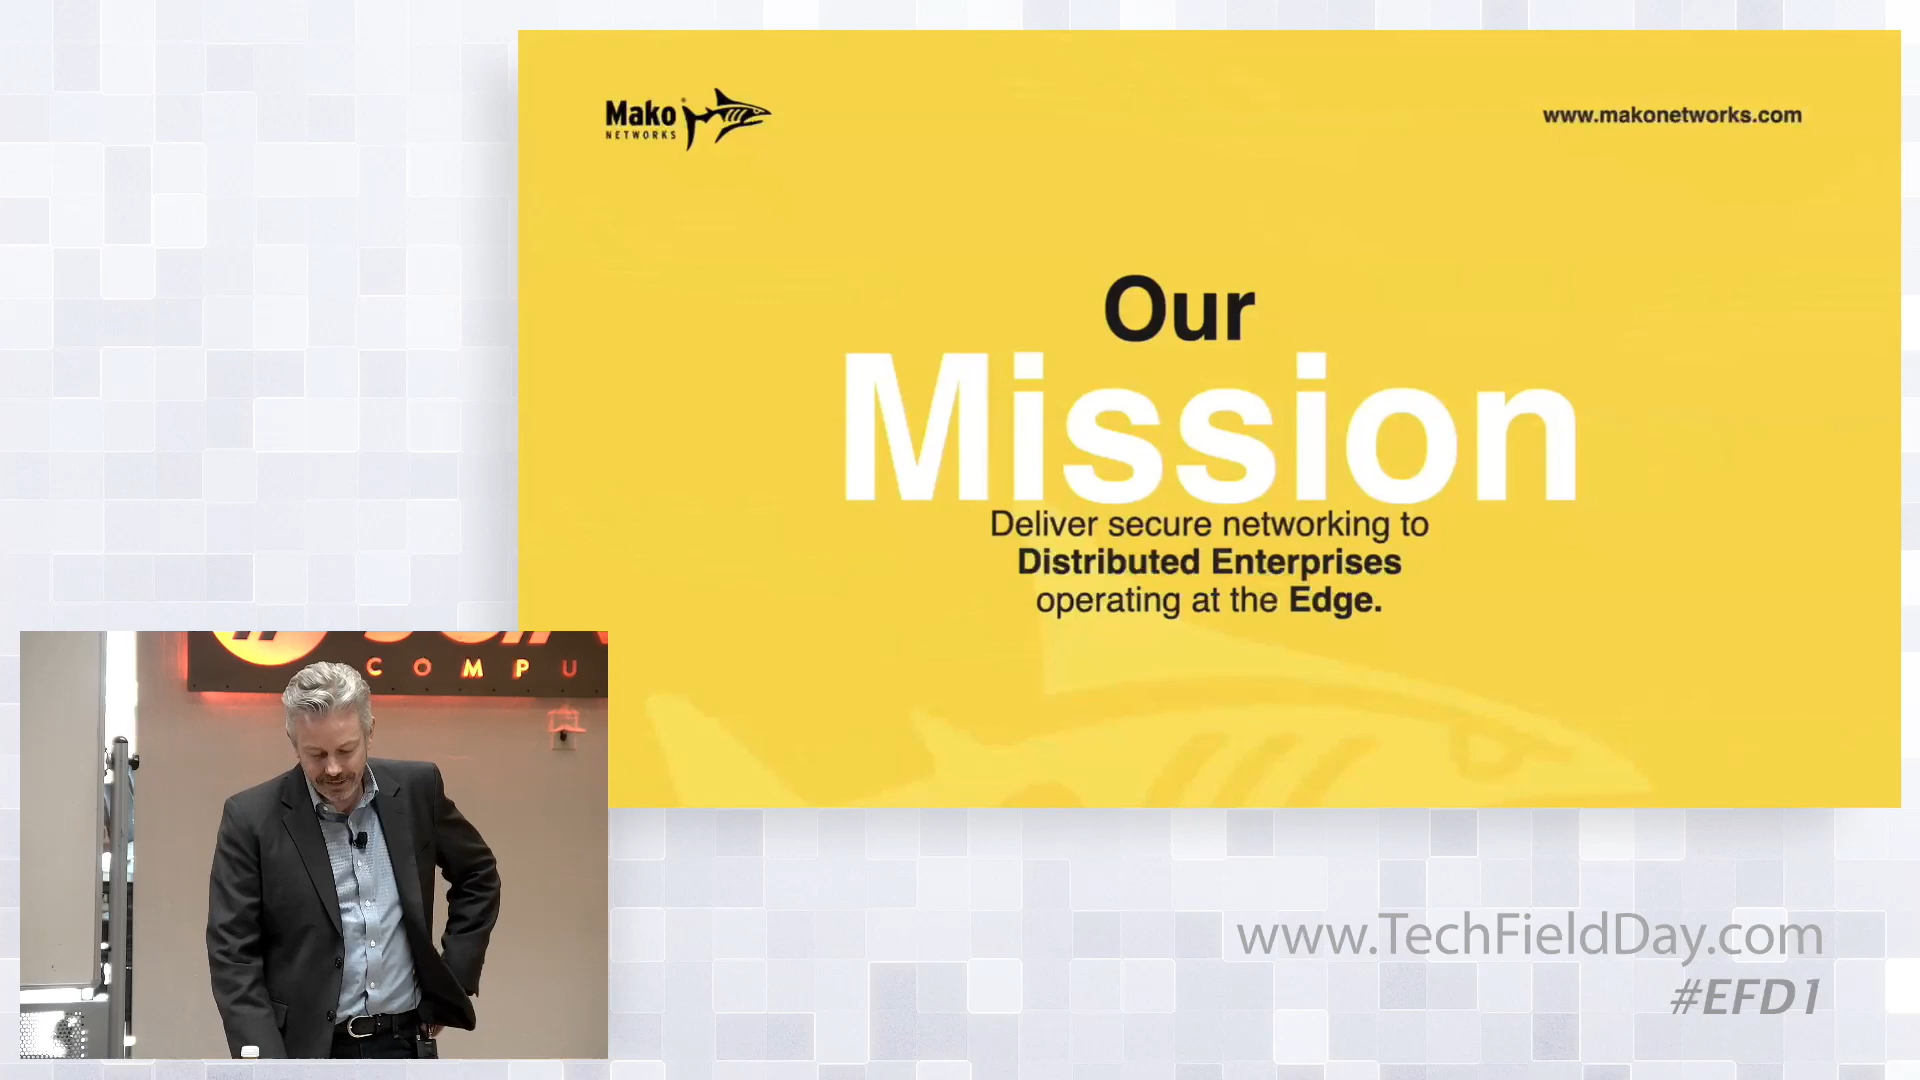 Mako
NETWORKS
www.makonetworks.com
Our
Mission
Deliver secure networking to
Distributed Enterprises
operating at the Edge.
COMPU
www.TechFieldDay.com
#EFD1